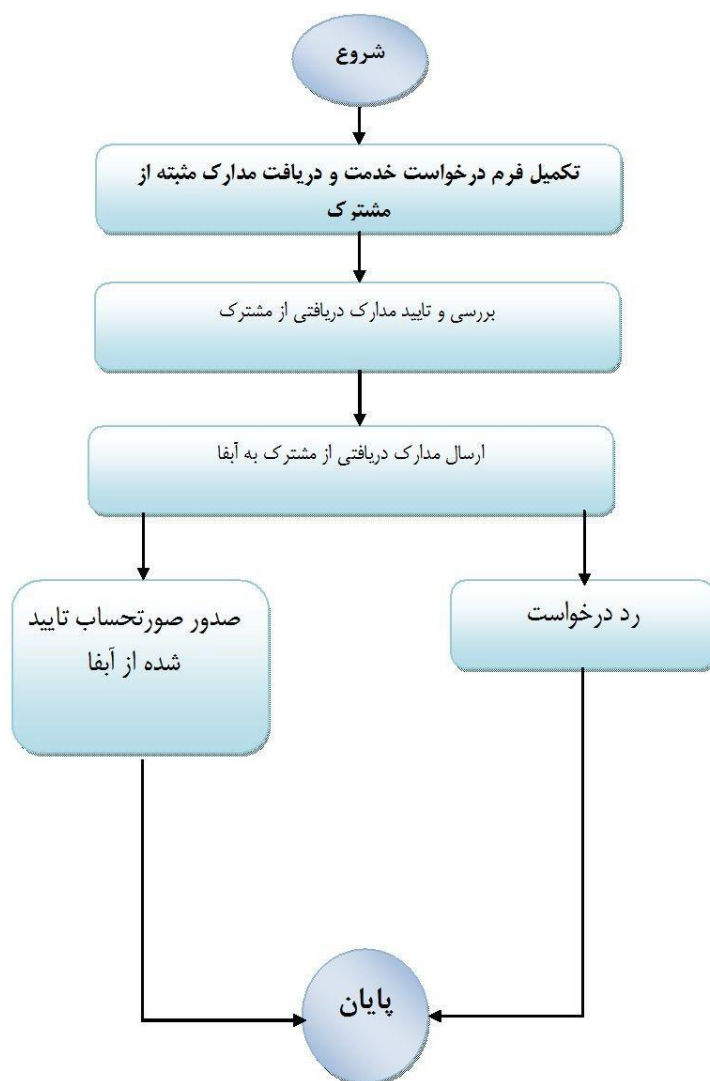 شروع
تکمیل فرم درخواست خدمت و دریافت مدارک مثبته از
مشترک
بررسی و تایید مدارک دریافتی از مشترک
ارسال مدارک دریافتی از مشترک به آبفا
رد درخواست
صدور صورتحساب تایید
شده از آبفا
پایان